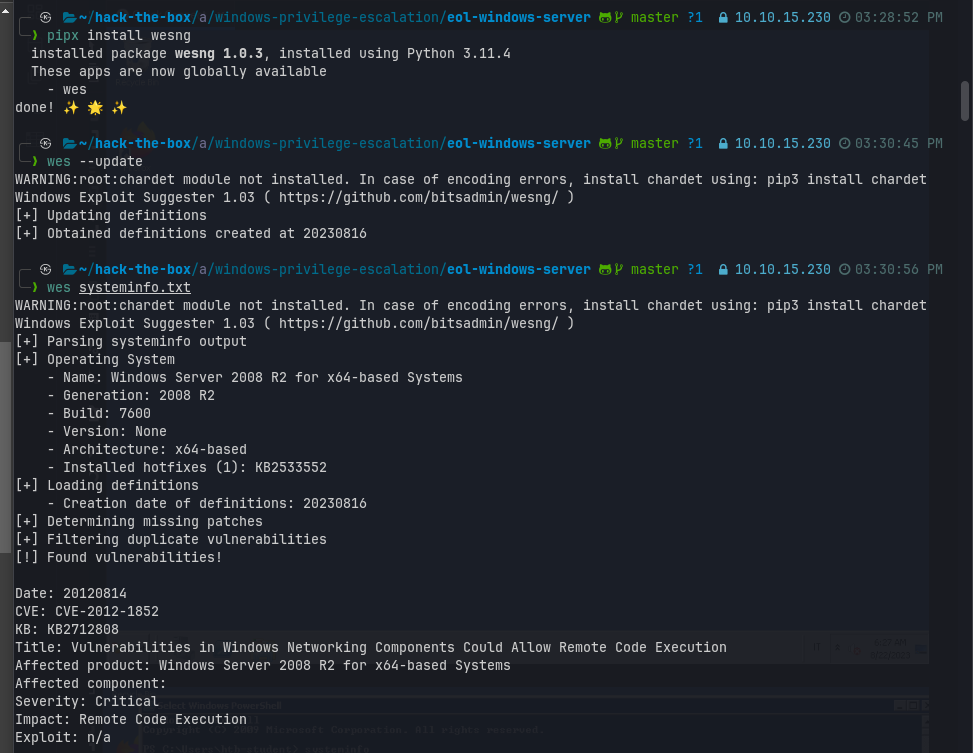 ~/hack-the-box/a/windows-privilege-escalation/eol-windows-server master ?1 10.10.15.230 03:28:52 PM
❯ pipx install wesng
installed package wesng 1.0.3, installed using Python 3.11.4
These apps are now globally available
- wes
done! ✨ 🌟 ✨
~/hack-the-box/a/windows-privilege-escalation/eol-windows-server master ?1 10.10.15.230 03:30:45 PM
❯ wes --update
WARNING:root:chardet module not installed. In case of encoding errors, install chardet using: pip3 install chardet
Windows Exploit Suggester 1.03 ( https://github.com/bitsadmin/wesng/ )
[+] Updating definitions
[+] Obtained definitions created at 20230816
~/hack-the-box/a/windows-privilege-escalation/eol-windows-server master ?1 10.10.15.230 03:30:56 PM
❯ wes systeminfo.txt
WARNING:root:chardet module not installed. In case of encoding errors, install chardet using: pip3 install chardet
Windows Exploit Suggester 1.03 ( https://github.com/bitsadmin/wesng/ )
[+] Parsing systeminfo output
[+] Operating System
- Name: Windows Server 2008 R2 for x64-based Systems
- Generation: 2008 R2
- Build: 7600
- Version: None
- Architecture: x64-based
- Installed hotfixes (1): KB2533552
[+] Loading definitions
- Creation date of definitions: 20230816
[+] Determining missing patches
[+] Filtering duplicate vulnerabilities
[!] Found vulnerabilities!
Date: 20120814
CVE: CVE-2012-1852
KB: KB2712808
Title: Vulnerabilities in Windows Networking Components Could Allow Remote Code Execution
Affected product: Windows Server 2008 R2 for x64-based Systems
Affected component:
Severity: Critical
Impact: Remote Code Execution
Exploit: n/a